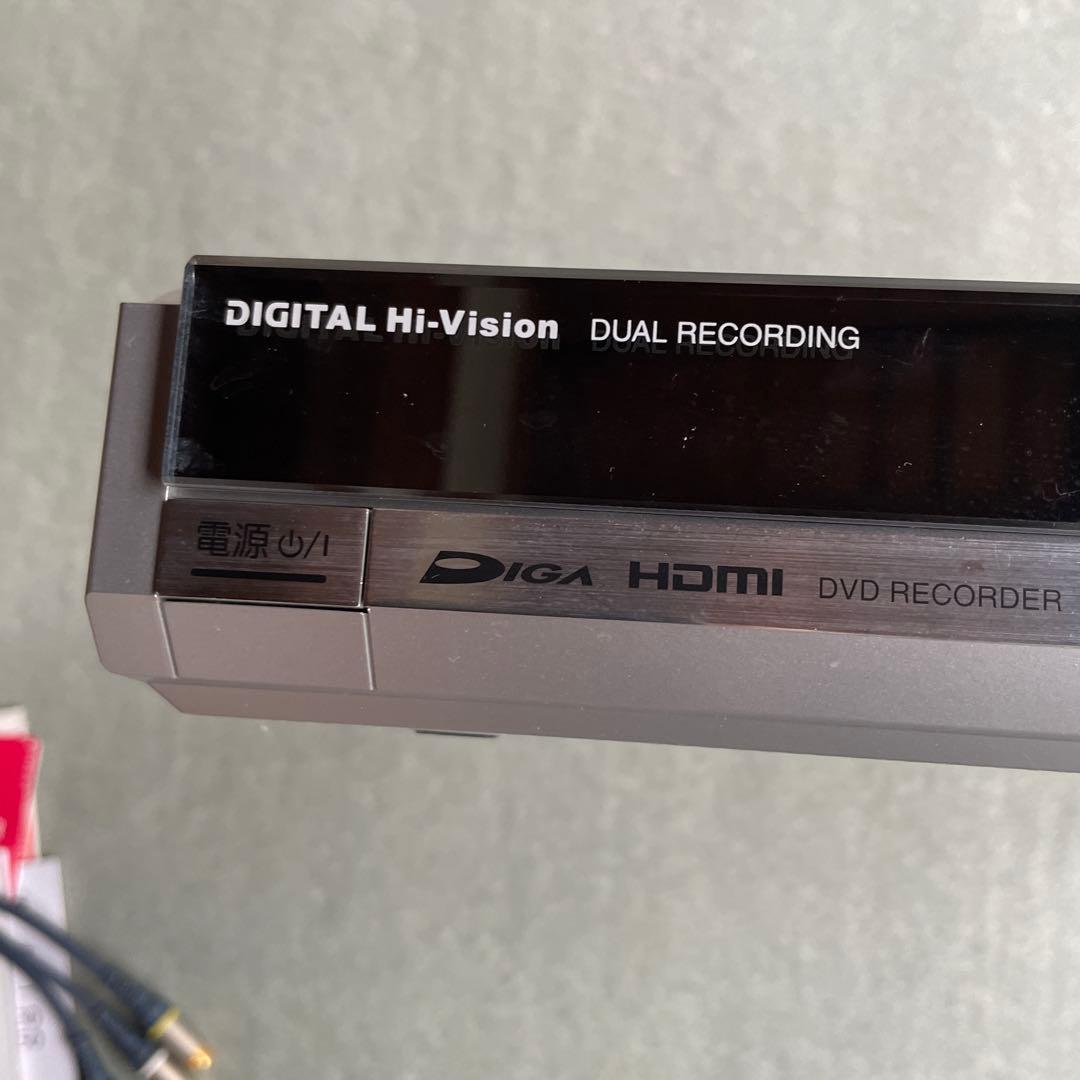 DIGITAL Hi-Vision DUAL RECORDING
電源 ⏻/I
DIGA HDMI DVD RECORDER